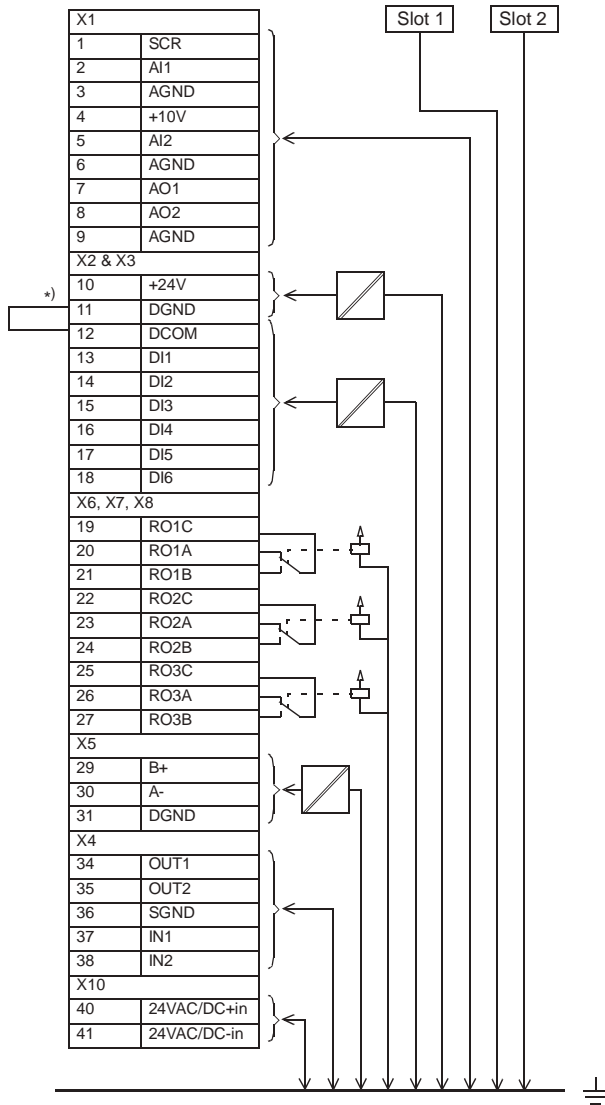 Slot 1 Slot 2
X1
1 SCR
2 AI1
3 AGND
4 +10V
5 AI2
6 AGND
7 AO1
8 AO2
9 AGND
X2 & X3
*)
10 +24V
11 DGND
12 DCOM
13 DI1
14 DI2
15 DI3
16 DI4
17 DI5
18 DI6
X6, X7, X8
19 RO1C
20 RO1A
21 RO1B
22 RO2C
23 RO2A
24 RO2B
25 RO3C
26 RO3A
27 RO3B
X5
29 B+
30 A-
31 DGND
X4
34 OUT1
35 OUT2
36 SGND
37 IN1
38 IN2
X10
40 24VAC/DC+in
41 24VAC/DC-in